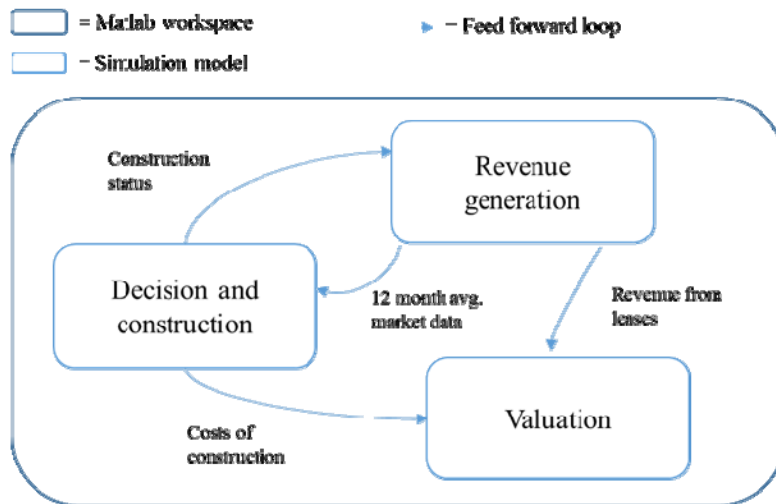 = Matlab workspace
– Feed forward loop
– Simulation model
Construction
status
Revenue
generation
Decision and
construction
12 month avg.
market data
Revenue from
leases
Valuation
Costs of
construction